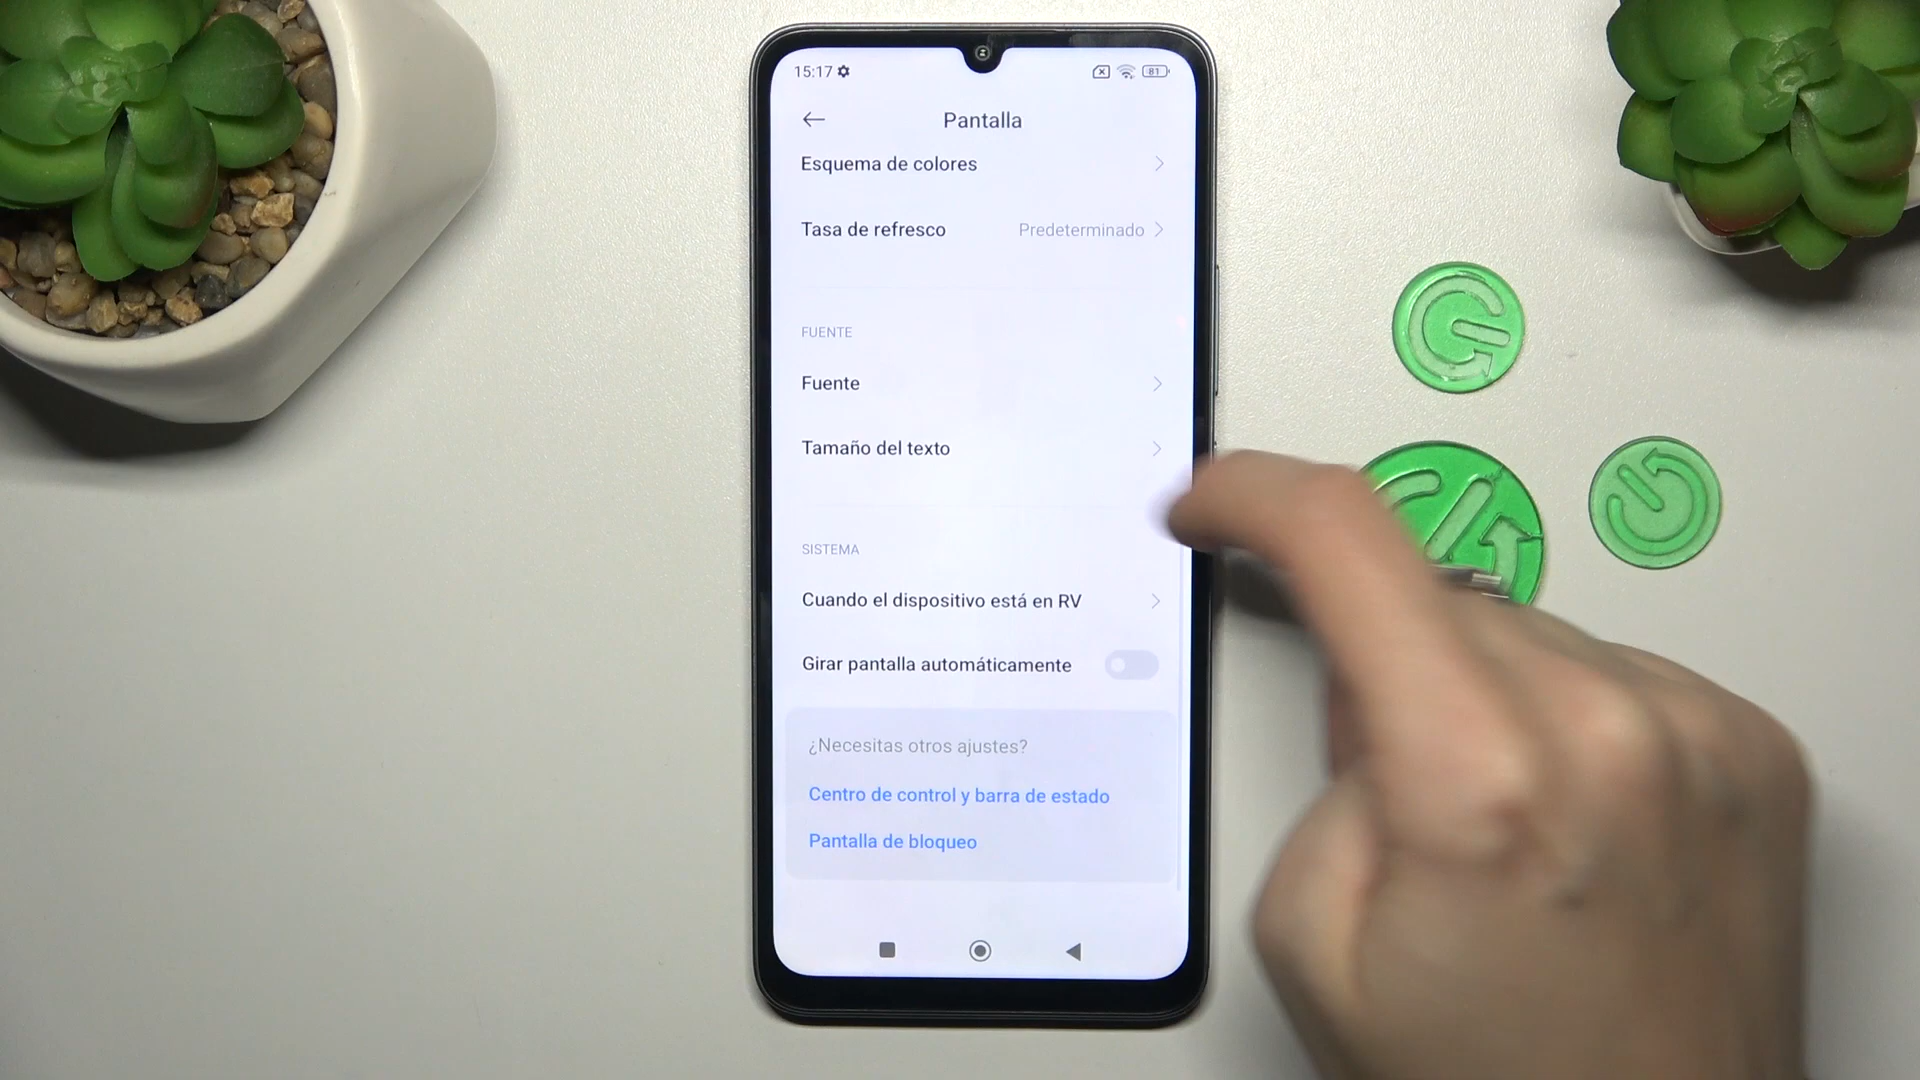 15:17 81
Pantalla
Esquema de colores
Tasa de refresco Predeterminado
FUENTE
Fuente
Tamaño del texto
SISTEMA
Cuando el dispositivo está en RV
Girar pantalla automáticamente
¿Necesitas otros ajustes?
Centro de control y barra de estado
Pantalla de bloqueo